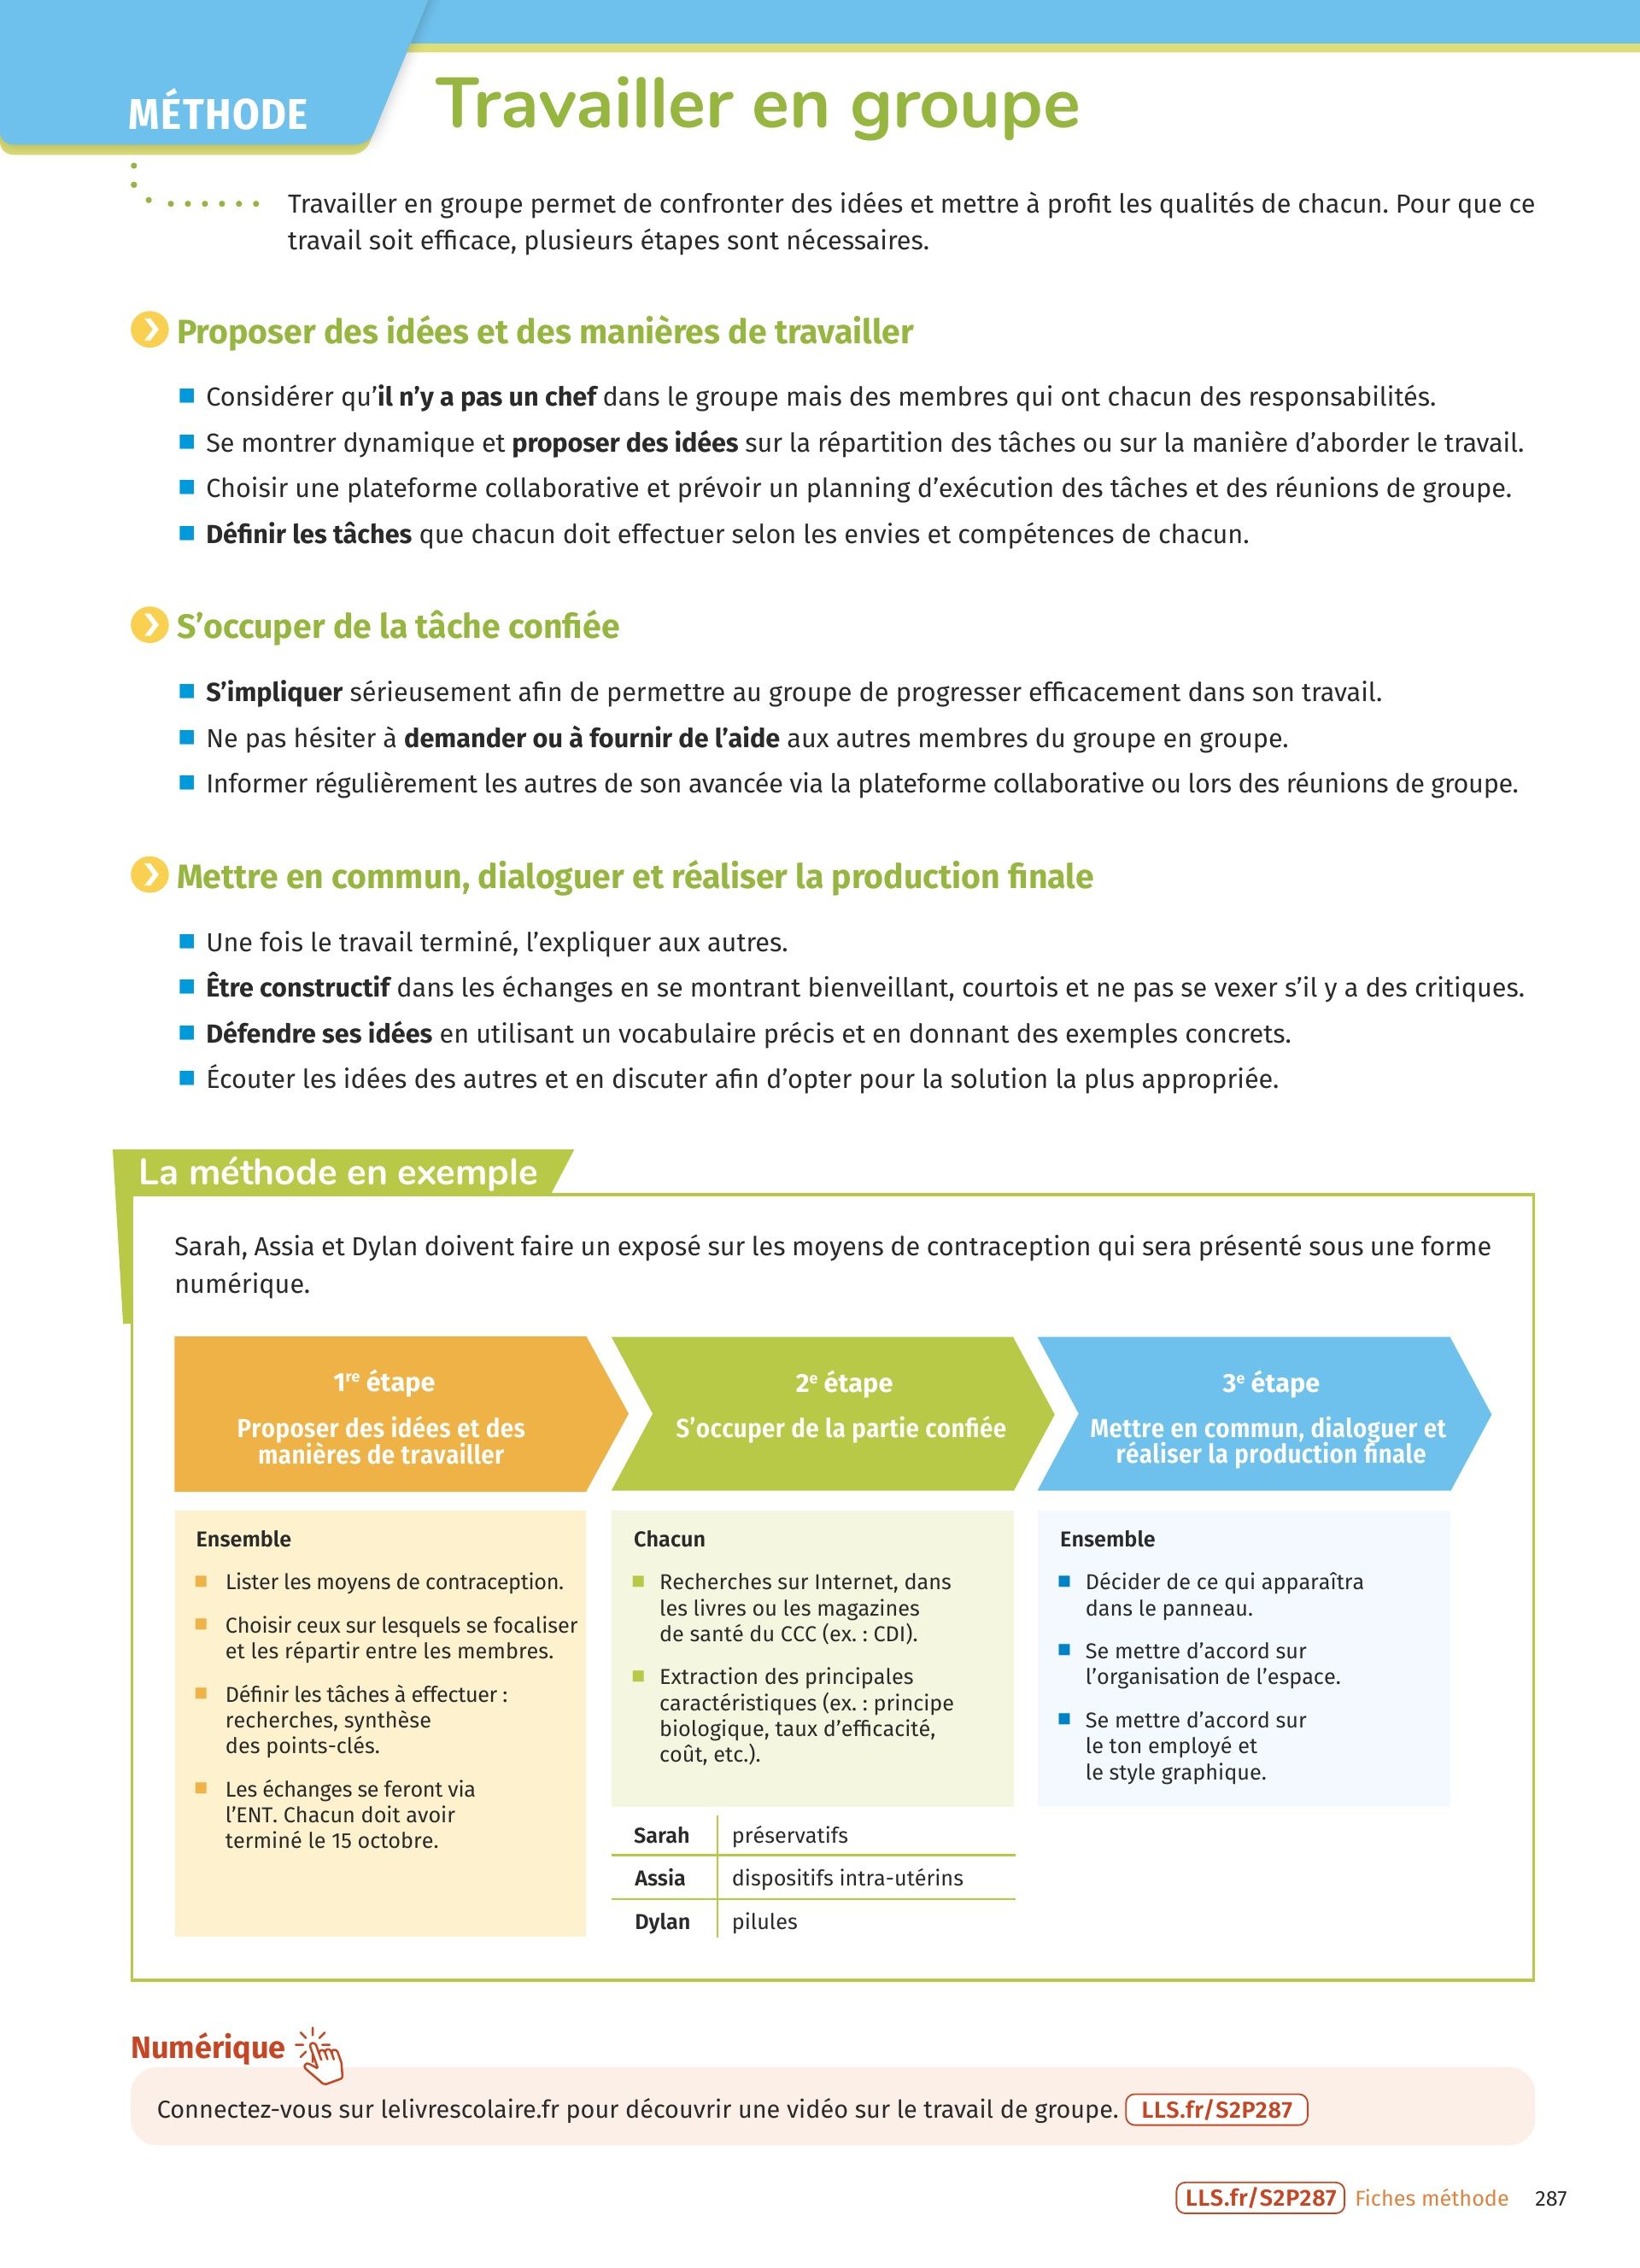 MÉTHODE
Travailler en groupe
Travailler en groupe permet de confronter des idées et mettre à profit les qualités de chacun. Pour que ce
travail soit efficace, plusieurs étapes sont nécessaires.
Proposer des idées et des manières de travailler
Considérer qu’il n’y a pas un chef dans le groupe mais des membres qui ont chacun des responsabilités.
Se montrer dynamique et proposer des idées sur la répartition des tâches ou sur la manière d’aborder le travail.
Choisir une plateforme collaborative et prévoir un planning d’exécution des tâches et des réunions de groupe.
Définir les tâches que chacun doit effectuer selon les envies et compétences de chacun.
S’occuper de la tâche confiée
S’impliquer sérieusement afin de permettre au groupe de progresser efficacement dans son travail.
Ne pas hésiter à demander ou à fournir de l’aide aux autres membres du groupe en groupe.
Informer régulièrement les autres de son avancée via la plateforme collaborative ou lors des réunions de groupe.
Mettre en commun, dialoguer et réaliser la production finale
Une fois le travail terminé, l’expliquer aux autres.
Être constructif dans les échanges en se montrant bienveillant, courtois et ne pas se vexer s’il y a des critiques.
Défendre ses idées en utilisant un vocabulaire précis et en donnant des exemples concrets.
Écouter les idées des autres et en discuter afin d’opter pour la solution la plus appropriée.
La méthode en exemple
Sarah, Assia et Dylan doivent faire un exposé sur les moyens de contraception qui sera présenté sous une forme
numérique.
1re étape
Proposer des idées et des
manières de travailler
Ensemble
Lister les moyens de contraception.
Choisir ceux sur lesquels se focaliser
et les répartir entre les membres.
Définir les tâches à effectuer :
recherches, synthèse
des points-clés.
Les échanges se feront via
l’ENT. Chacun doit avoir
terminé le 15 octobre.
2e étape
S’occuper de la partie confiée
Chacun
Recherches sur Internet, dans
les livres ou les magazines
de santé du CCC (ex. : CDI).
Extraction des principales
caractéristiques (ex. : principe
biologique, taux d’efficacité,
coût, etc.).
Sarah préservatifs
Assia dispositifs intra-utérins
Dylan pilules
3e étape
Mettre en commun, dialoguer et
réaliser la production finale
Ensemble
Décider de ce qui apparaîtra
dans le panneau.
Se mettre d’accord sur
l’organisation de l’espace.
Se mettre d’accord sur
le ton employé et
le style graphique.
Numérique
Connectez-vous sur lelivrescolaire.fr pour découvrir une vidéo sur le travail de groupe. LLS.fr/S2P287
LLS.fr/S2P287 Fiches méthode 287